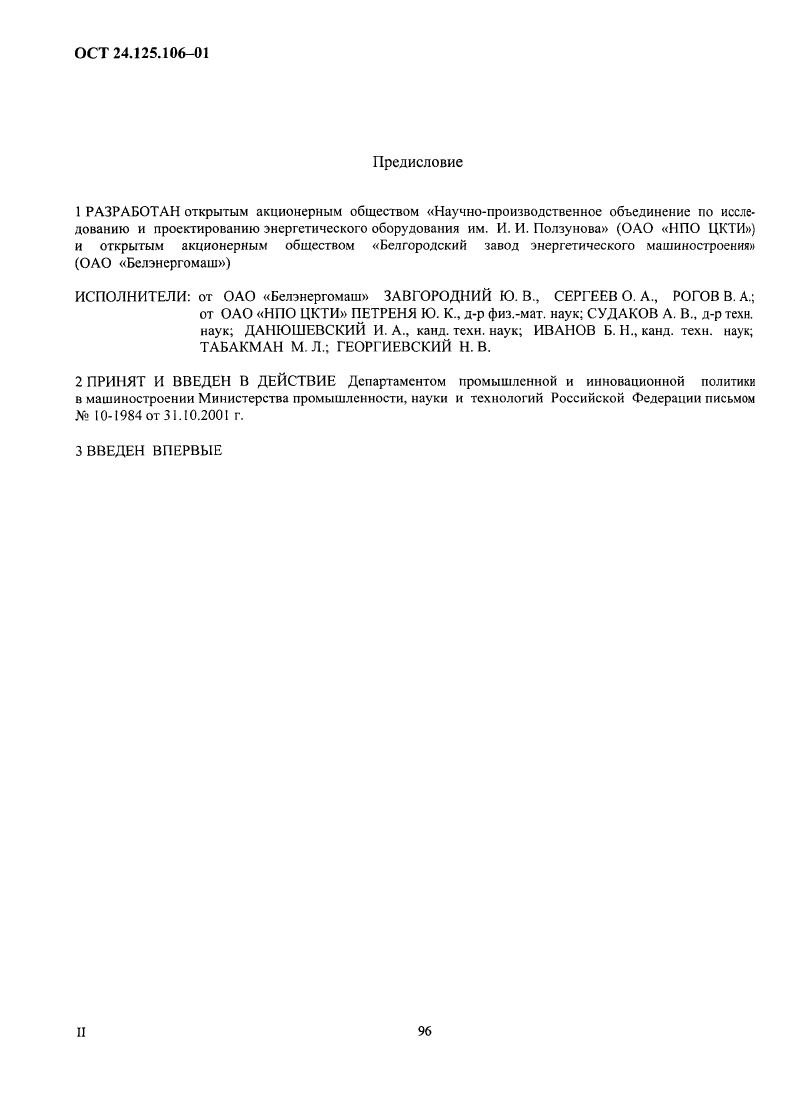 ОСТ 24.125.106–01
Предисловие
1 РАЗРАБОТАН открытым акционерным обществом «Научно-производственное объединение по иссле-
дованию и проектированию энергетического оборудования им. И. И. Ползунова» (ОАО «НПО ЦКТИ»)
и открытым акционерным обществом «Белгородский завод энергетического машиностроения»
(ОАО «Белэнергомаш»)
ИСПОЛНИТЕЛИ: от ОАО «Белэнергомаш» ЗАВГОРОДНИЙ Ю. В., СЕРГЕЕВ О. А., РОГОВ В. А.;
от ОАО «НПО ЦКТИ» ПЕТРЕНЯ Ю. К., д-р физ.-мат. наук; СУДАКОВ А. В., д-р техн.
наук; ДАНЮШЕВСКИЙ И. А., канд. техн. наук; ИВАНОВ Б. Н., канд. техн. наук;
ТАБАКМАН М. Л.; ГЕОРГИЕВСКИЙ Н. В.
2 ПРИНЯТ И ВВЕДЕН В ДЕЙСТВИЕ Департаментом промышленной и инновационной политики
в машиностроении Министерства промышленности, науки и технологий Российской Федерации письмом
№ 10-1984 от 31.10.2001 г.
3 ВВЕДЕН ВПЕРВЫЕ
II
96